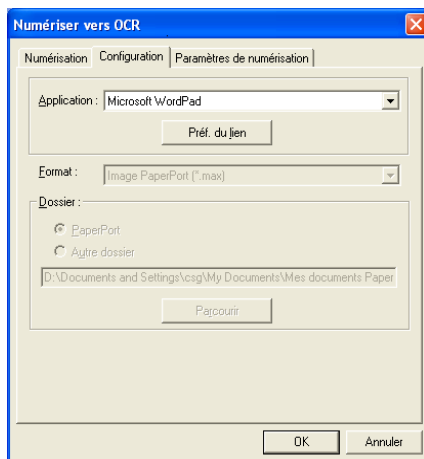 Numériser vers OCR
Numérisation Configuration Paramètres de numérisation
Application : Microsoft WordPad
Préf. du lien
Format : Image PaperPort (*.max)
Dossier :
PaperPort
Autre dossier
D:\Documents and Settings\csg\My Documents\Mes documents Paper
Parcourir
OK Annuler